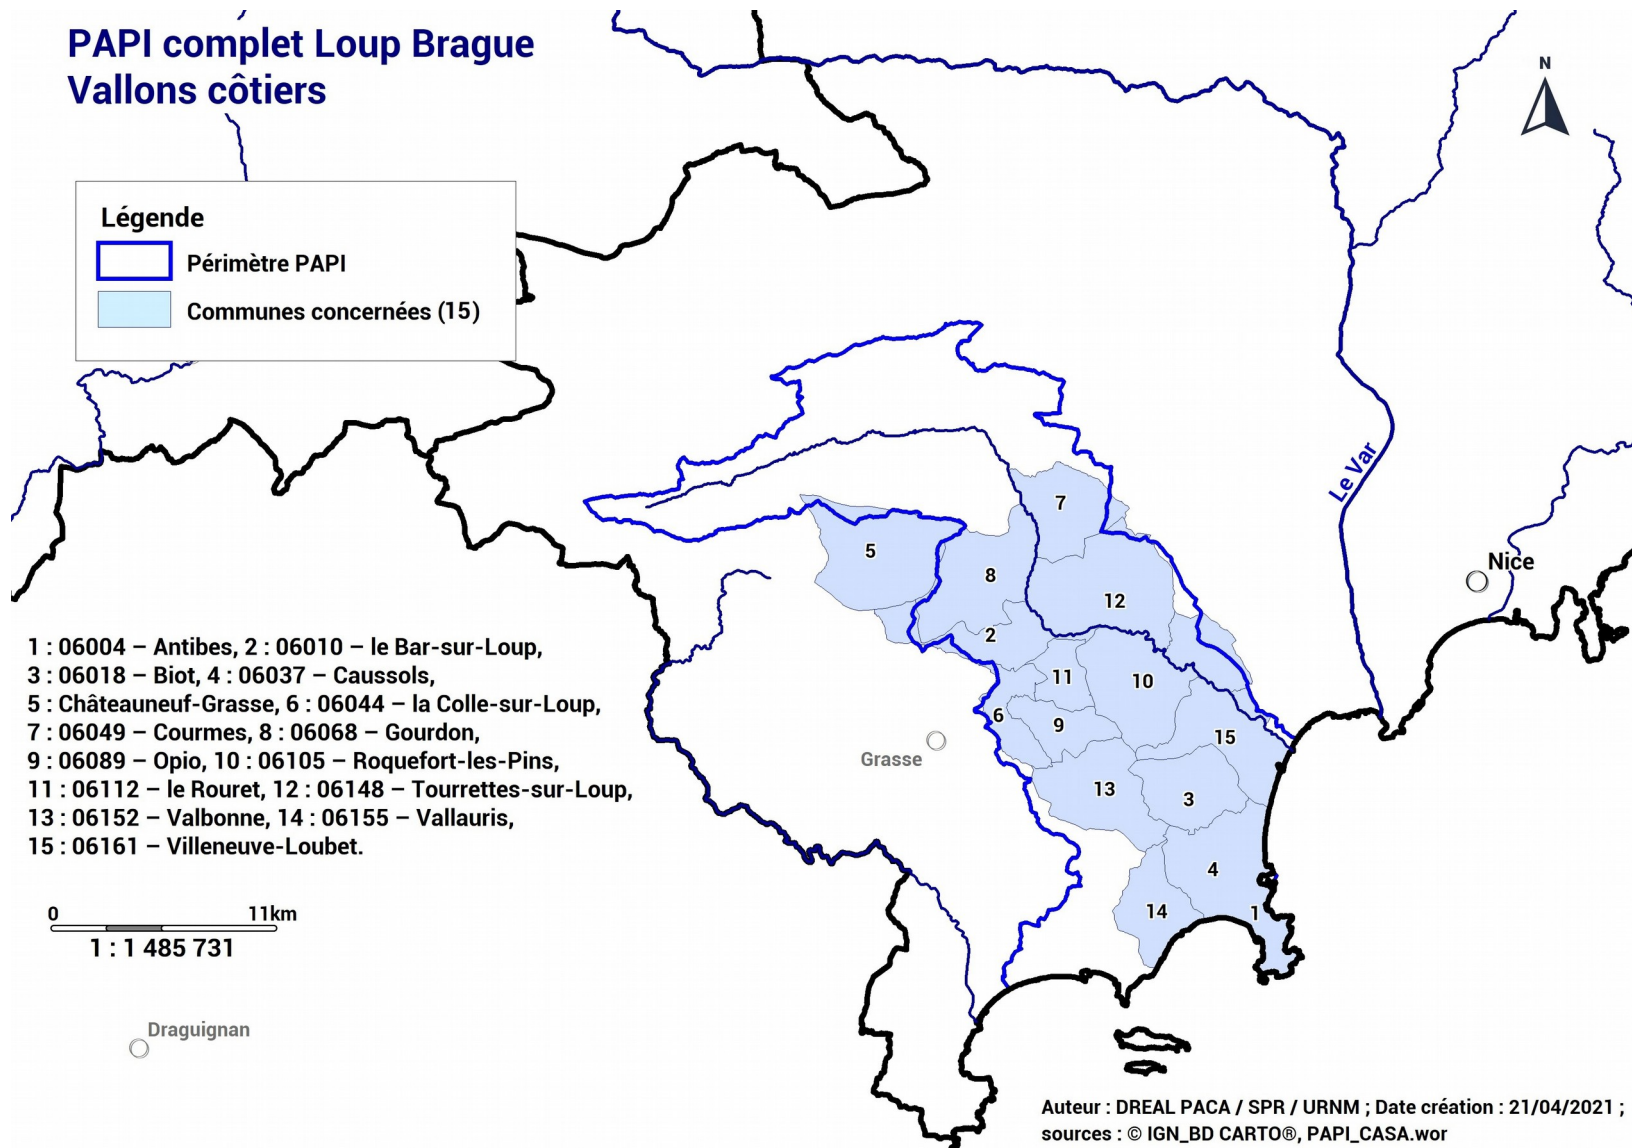 PAPI complet Loup Brague
Vallons côtiers
N
Légende
Périmètre PAPI
Communes concernées (15)
Le Var
7
5
8
Nice
12
2
1 : 06004 – Antibes, 2 : 06010 – le Bar-sur-Loup,
3 : 06018 – Biot, 4 : 06037 – Caussols,
5 : Châteauneuf-Grasse, 6 : 06044 – la Colle-sur-Loup,
7 : 06049 – Courmes, 8 : 06068 – Gourdon,
9 : 06089 – Opio, 10 : 06105 – Roquefort-les-Pins,
11 : 06112 – le Rouret, 12 : 06148 – Tourrettes-sur-Loup,
13 : 06152 – Valbonne, 14 : 06155 – Vallauris,
15 : 06161 – Villeneuve-Loubet.
11
10
6
9
15
Grasse
13
3
4
14
1
0 11km
1 : 1 485 731
Draguignan
Auteur : DREAL PACA / SPR / URNM ; Date création : 21/04/2021 ;
sources : © IGN_BD CARTO®, PAPI_CASA.wor